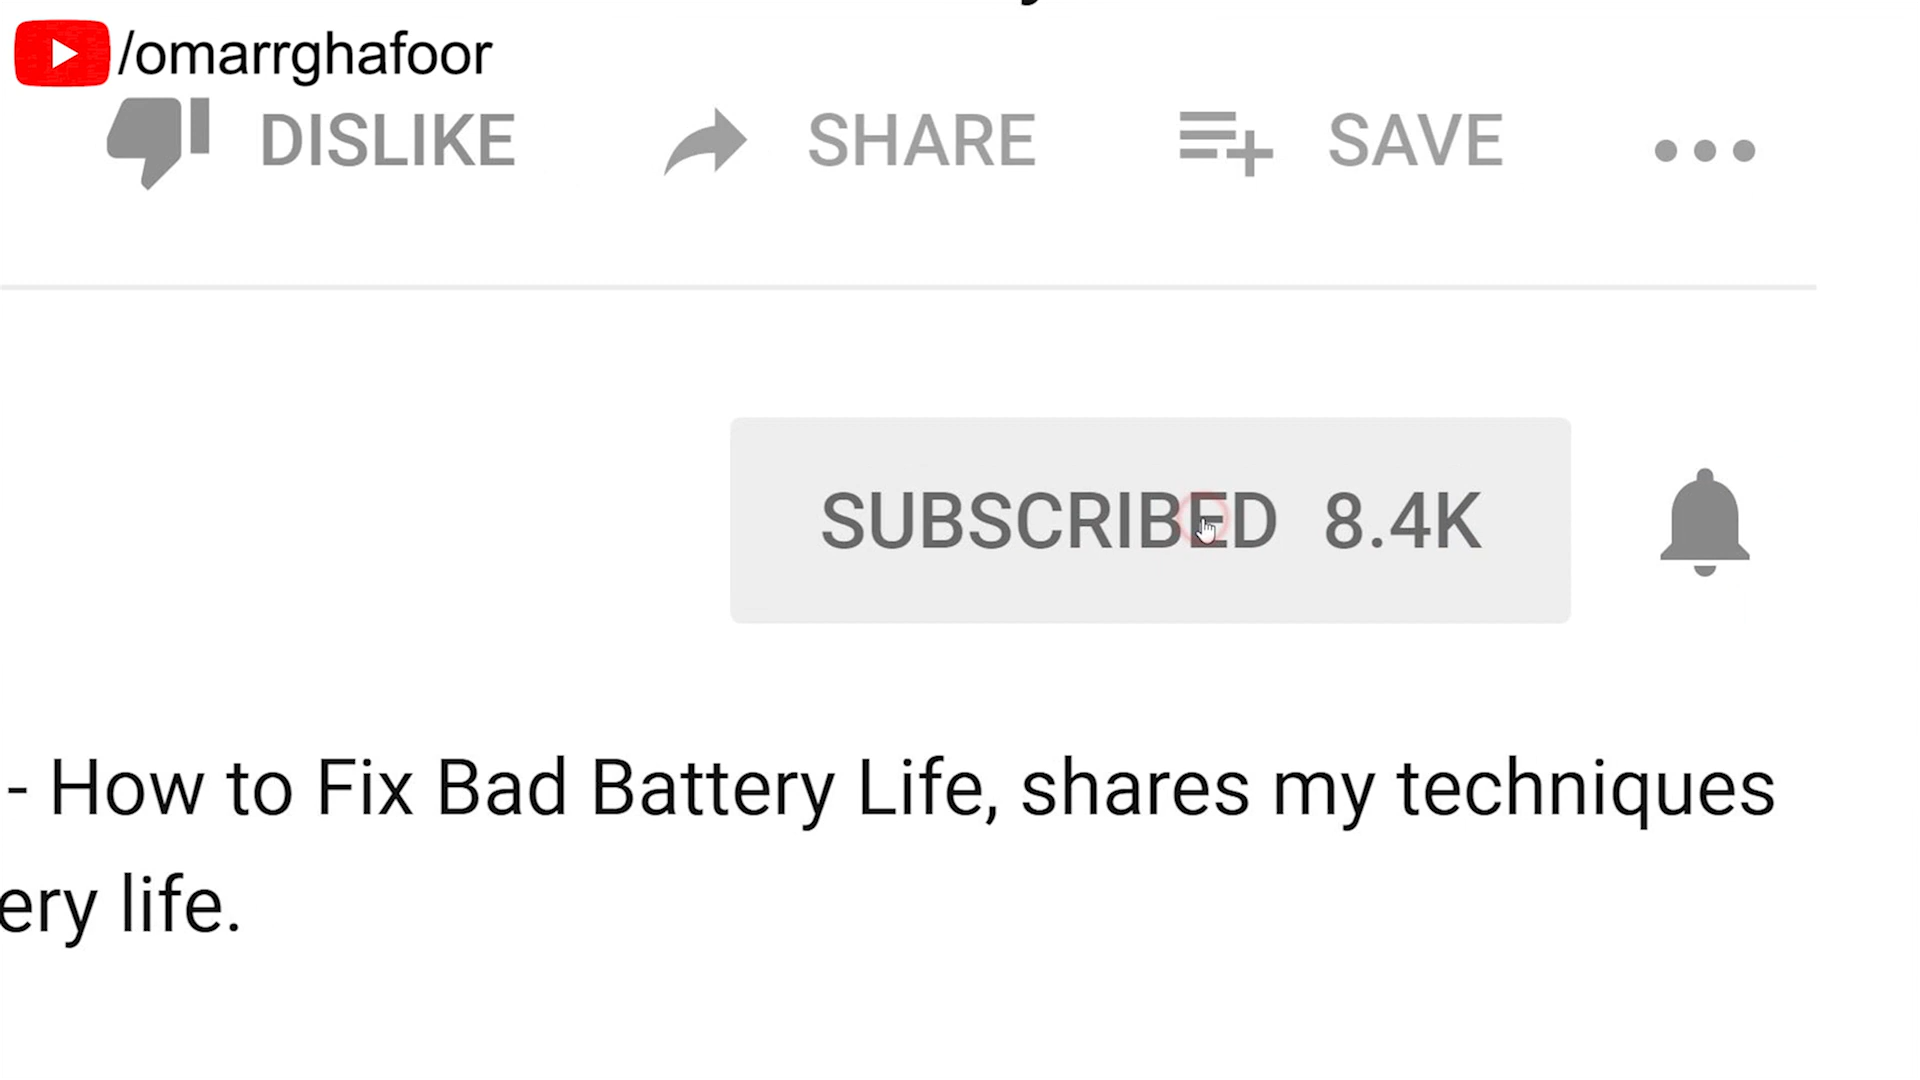 /omarrghafoor
DISLIKE SHARE SAVE
SUBSCRIBED 8.4K
- How to Fix Bad Battery Life, shares my techniques
ery life.